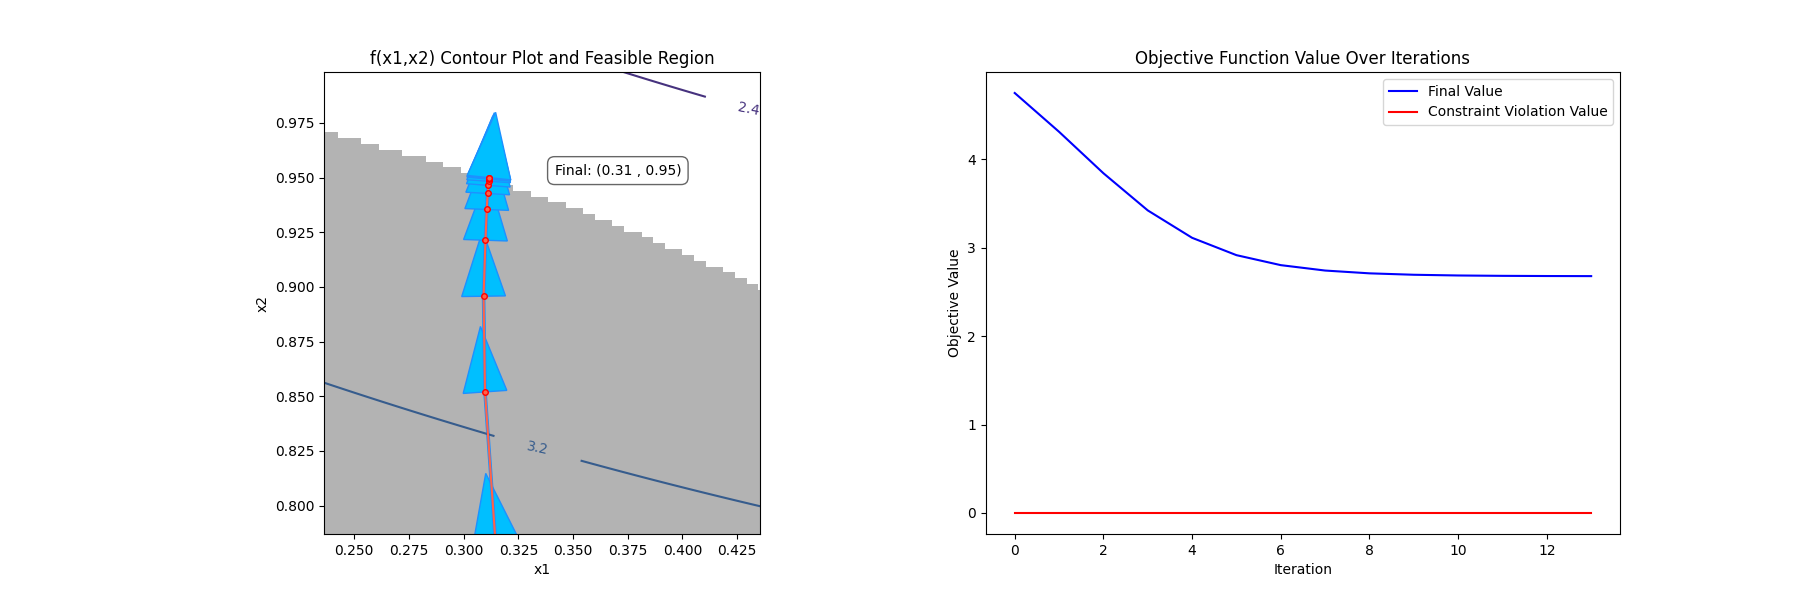 f(x1,x2) Contour Plot and Feasible Region
0.975
0.950
0.925
0.900
0.875
0.850
0.825
0.800
x2
2.4
Final: (0.31 , 0.95)
3.2
0.250 0.275 0.300 0.325 0.350 0.375 0.400 0.425
x1
Objective Function Value Over Iterations
Final Value
Constraint Violation Value
4
3
2
1
0
Objective Value
0 2 4 6 8 10 12
Iteration